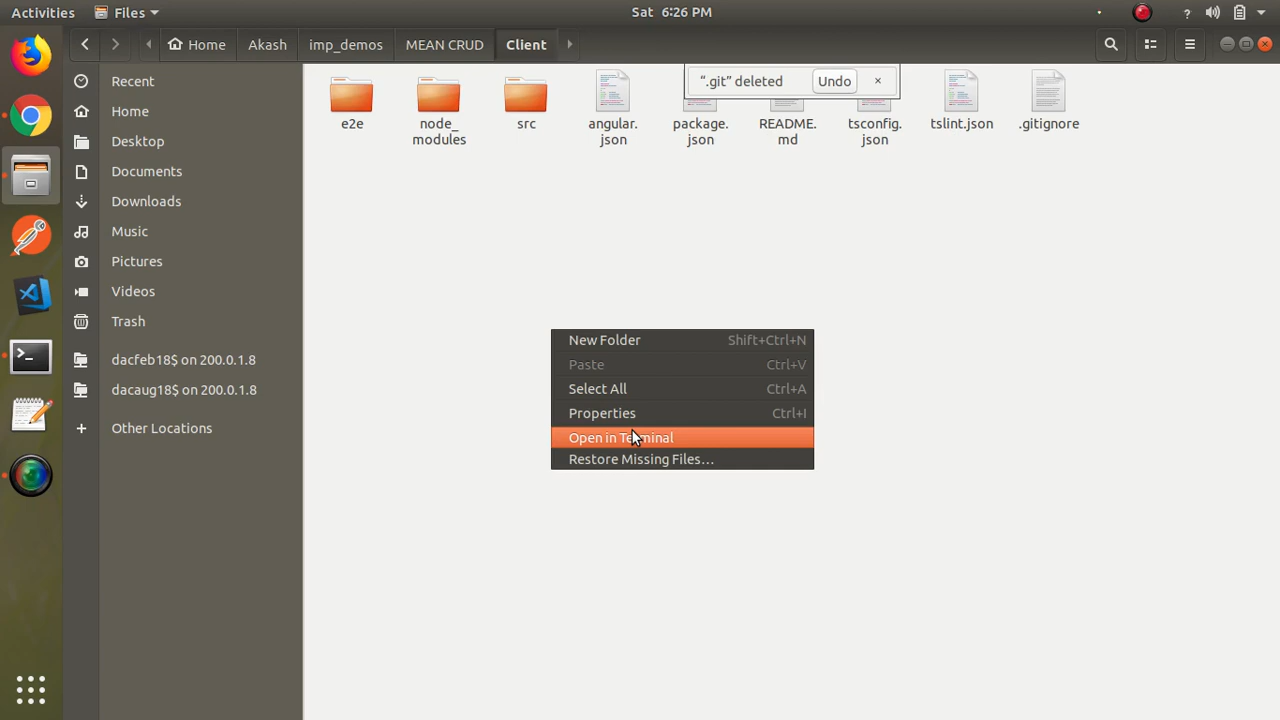 Activities
Files
Sat 6:26 PM
?
Home
Akash
imp_demos
MEAN CRUD
Client
Recent
Home
Desktop
Documents
Downloads
Music
Pictures
Videos
Trash
dacfeb18$ on 200.0.1.8
dacaug18$ on 200.0.1.8
Other Locations
“.git” deleted
Undo
e2e
node_
modules
src
angular.
json
package.
json
README.
md
tsconfig.
json
tslint.json
.gitignore
New Folder Shift+Ctrl+N
Paste Ctrl+V
Select All Ctrl+A
Properties Ctrl+I
Open in Terminal
Restore Missing Files…